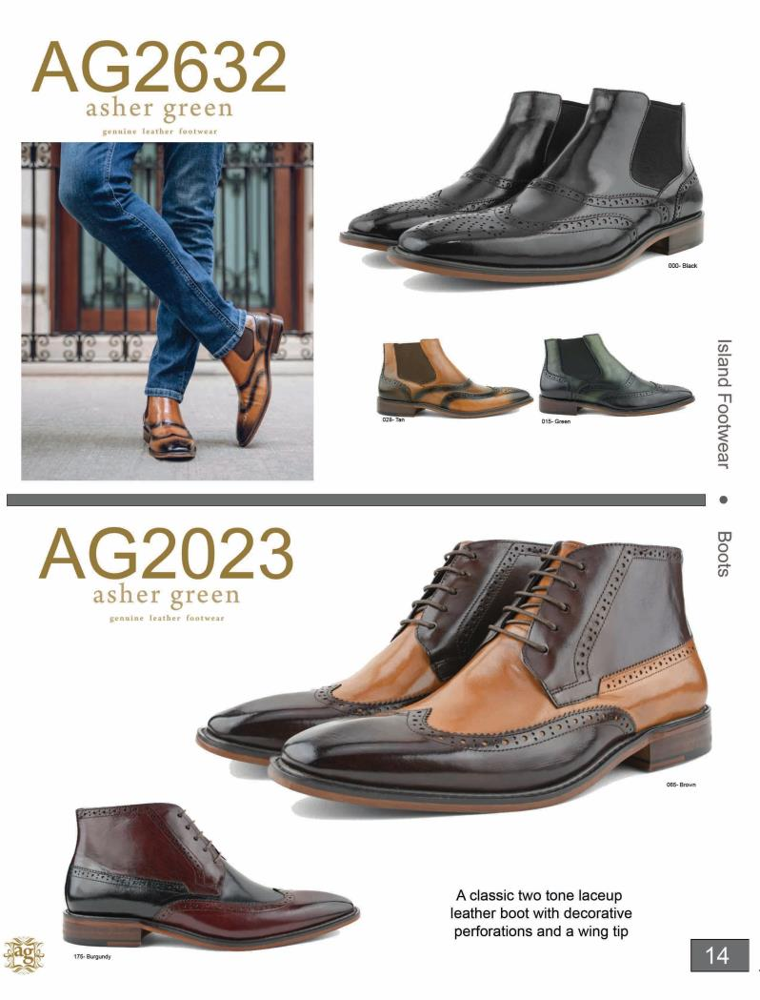 AG2632
asher green
genuine leather footwear
000- Black
028- Tan
015- Green
Island Footwear • Boots
AG2023
asher green
genuine leather footwear
065- Brown
175- Burgundy
A classic two tone laceup
leather boot with decorative
perforations and a wing tip
ag
14